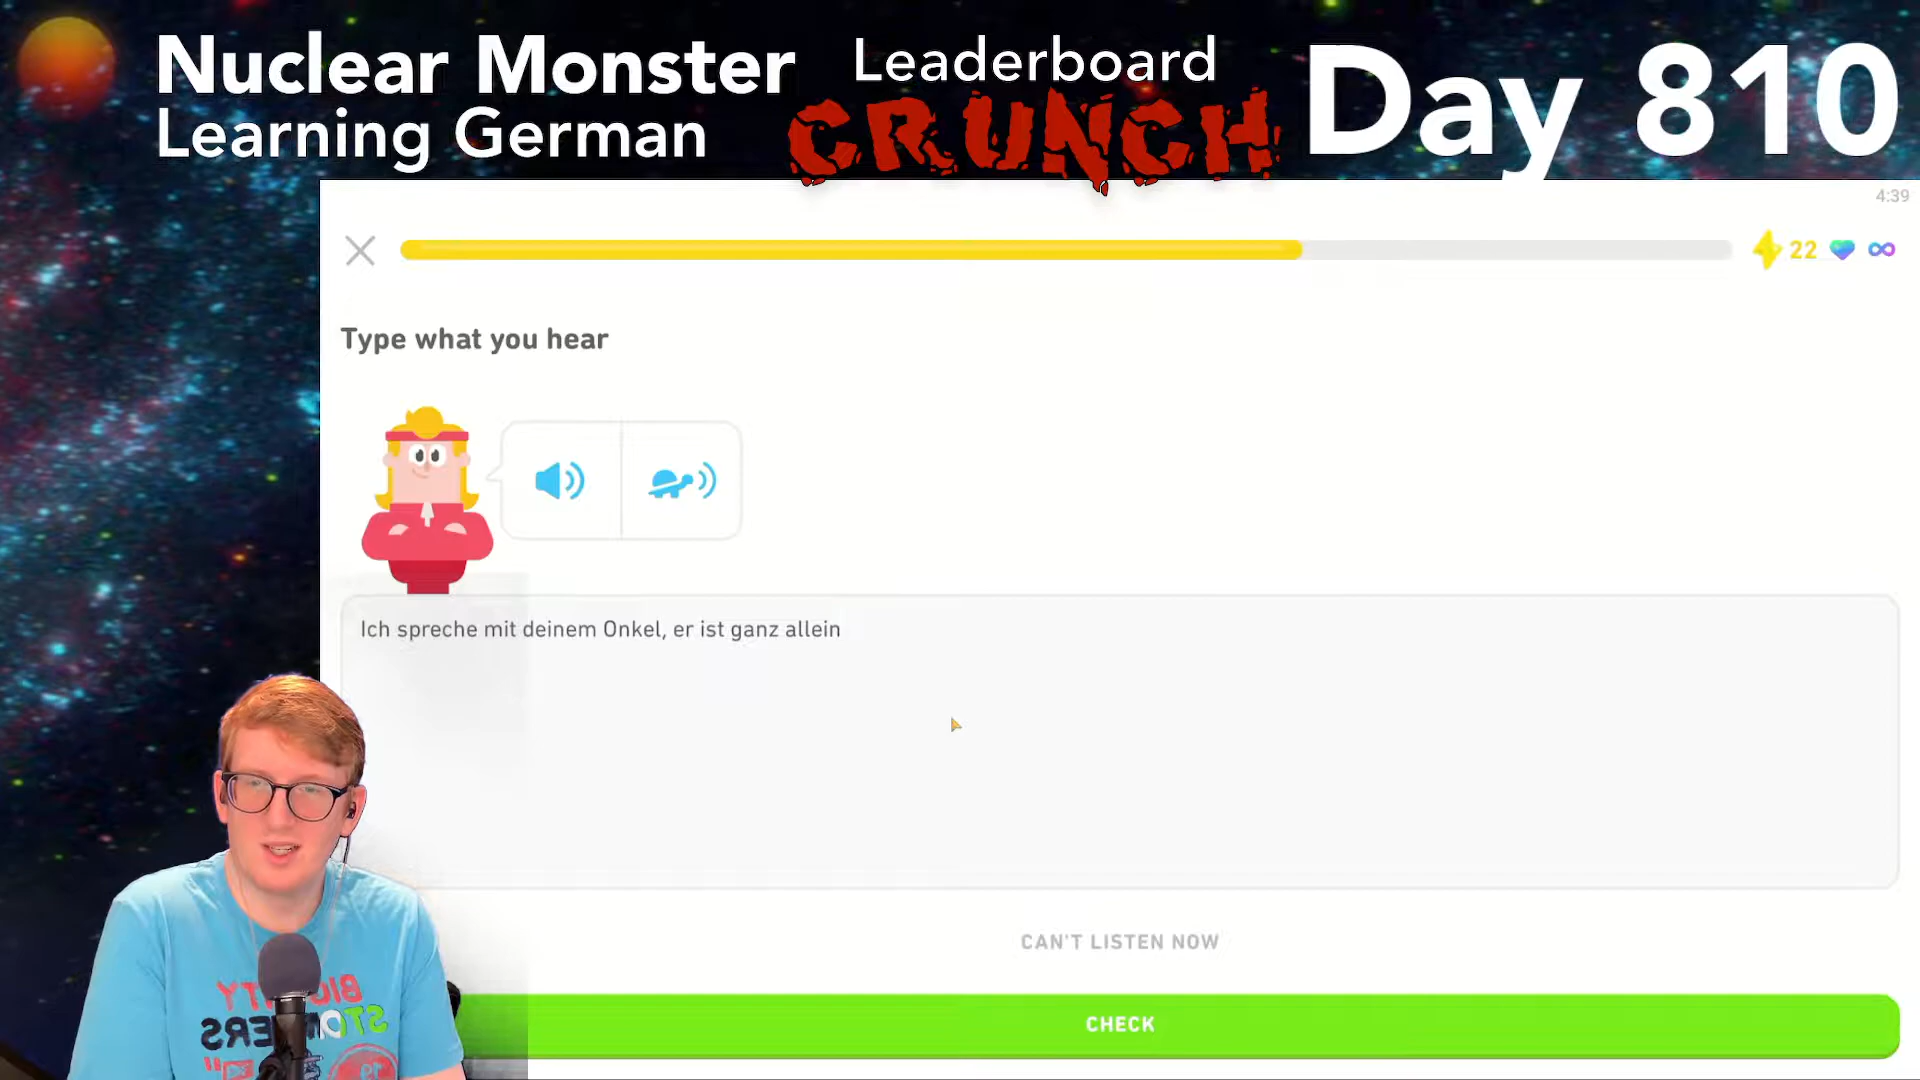 Nuclear Monster
Learning German
Leaderboard
CRUNCH
Day 810
4:39
22
Type what you hear
Ich spreche mit deinem Onkel, er ist ganz allein
CAN'T LISTEN NOW
CHECK